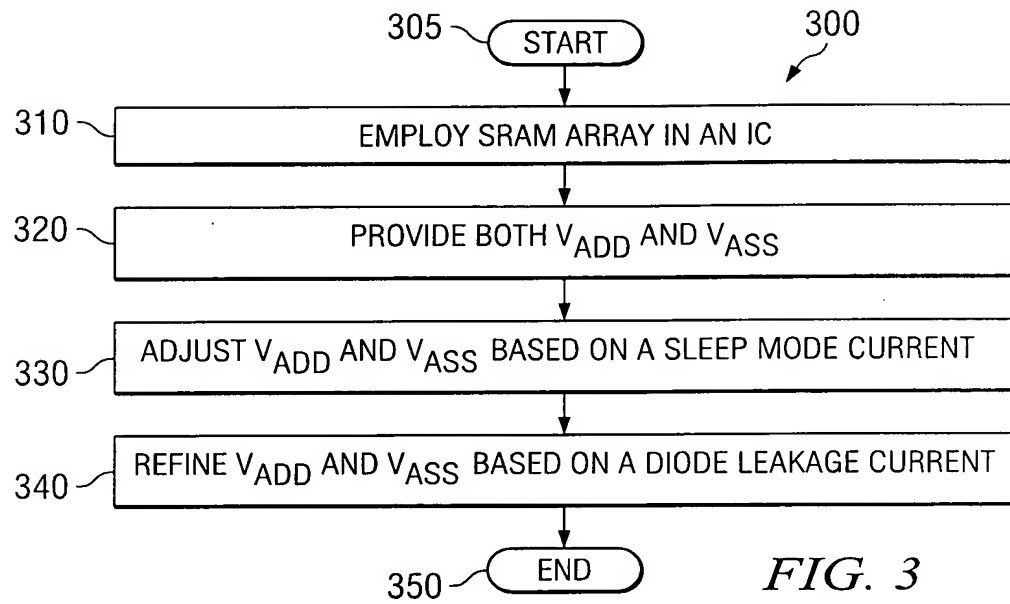 305
START
300
310
EMPLOY SRAM ARRAY IN AN IC
320
PROVIDE BOTH VADD AND VASS
330
ADJUST VADD AND VASS BASED ON A SLEEP MODE CURRENT
340
REFINE VADD AND VASS BASED ON A DIODE LEAKAGE CURRENT
350
END
FIG. 3